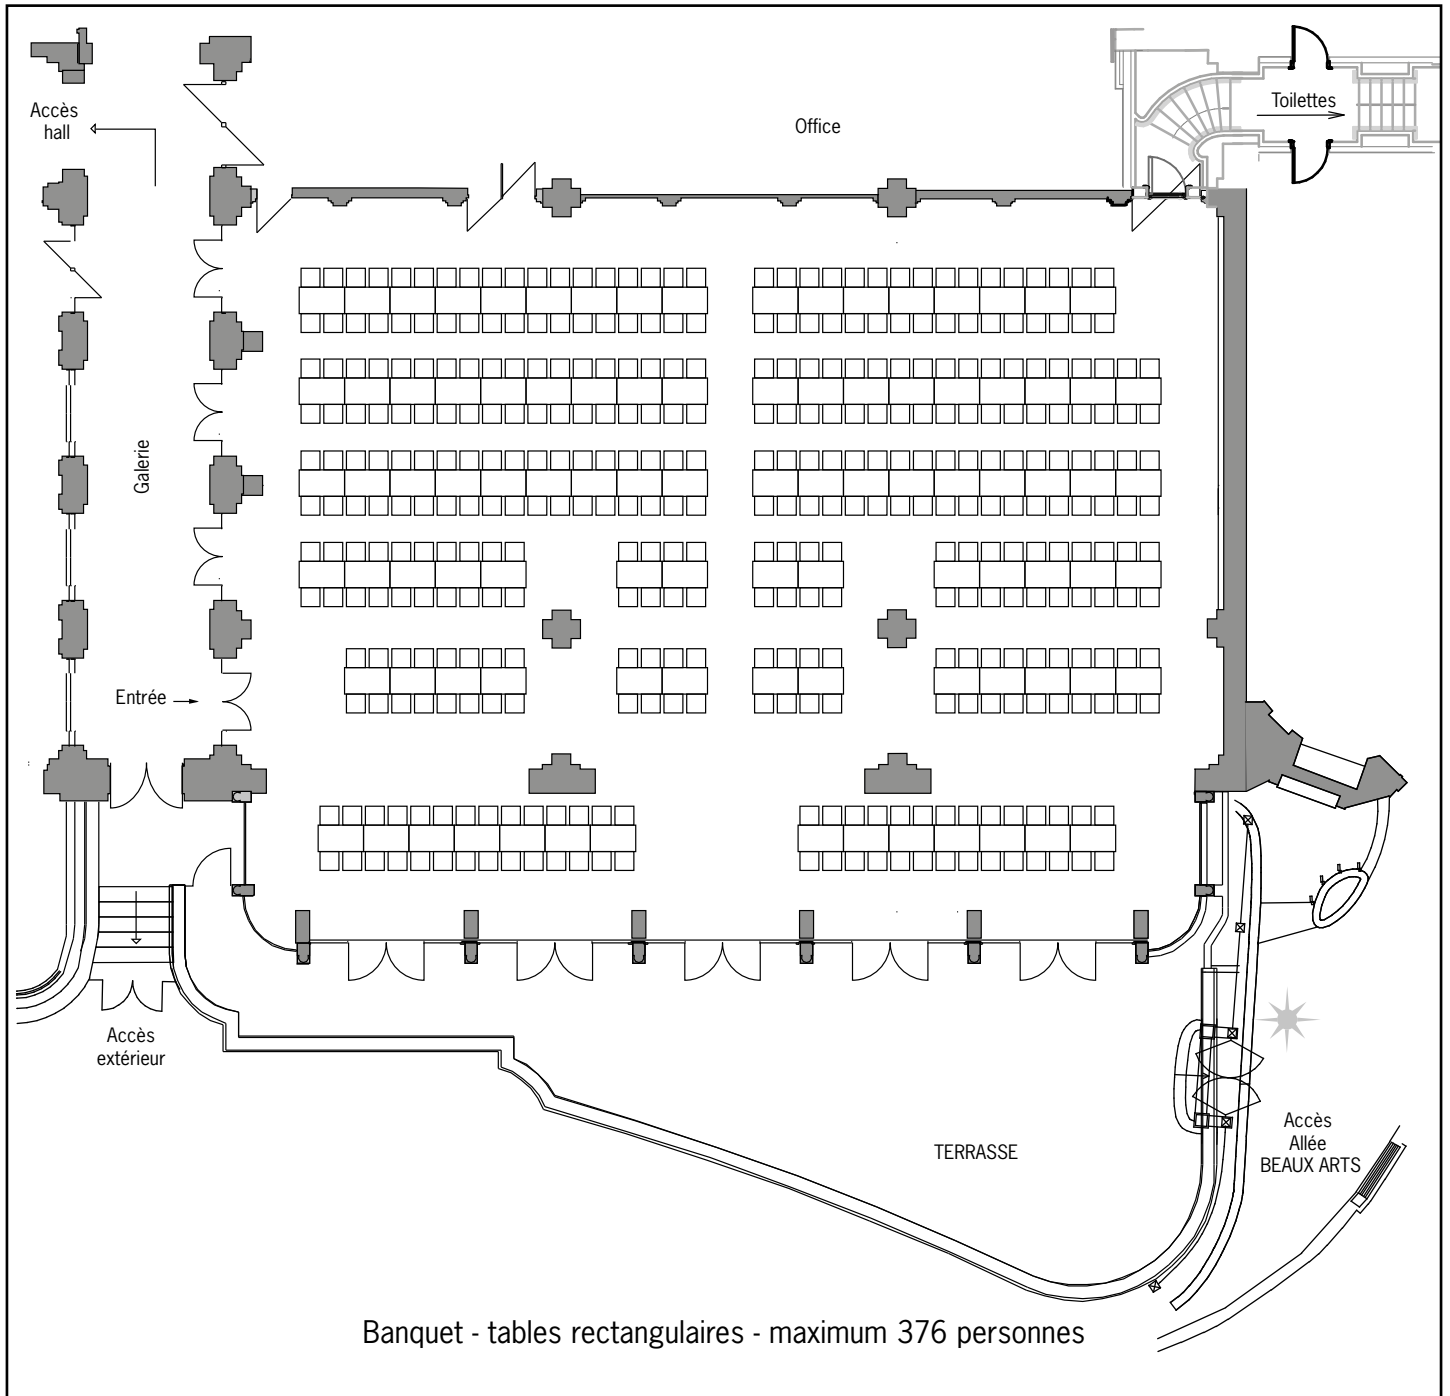 Toilettes
Accès
hall
Office
Galerie
Entrée
Accès
extérieur
Accès
Allée
BEAUX ARTS
TERRASSE
Banquet - tables rectangulaires - maximum 376 personnes